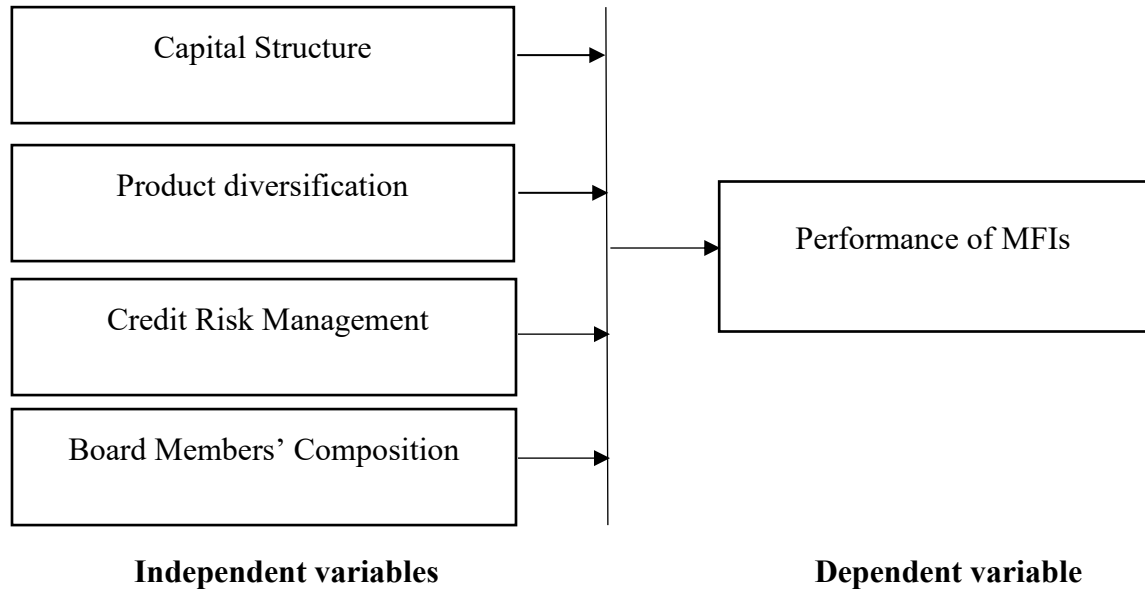 Capital Structure
Product diversification
Performance of MFIs
Credit Risk Management
Board Members’ Composition
Independent variables
Dependent variable